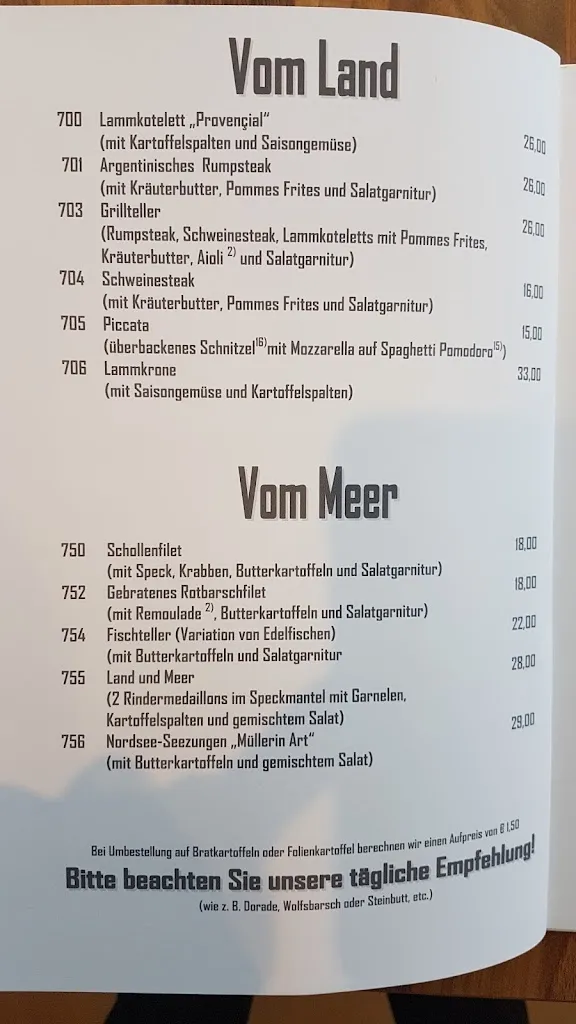 Vom Land
700 Lammkotelett „Provençial“
(mit Kartoffelspalten und Saisongemüse) 26,00
701 Argentinisches Rumpsteak
(mit Kräuterbutter, Pommes Frites und Salatgarnitur) 26,00
703 Grillteller 26,00
(Rumpsteak, Schweinesteak, Lammkoteletts mit Pommes Frites,
Kräuterbutter, Aioli 2) und Salatgarnitur)
704 Schweinesteak 16,00
(mit Kräuterbutter, Pommes Frites und Salatgarnitur)
705 Piccata 15,00
(überbackenes Schnitzel16) mit Mozzarella auf Spaghetti Pomodoro15))
706 Lammkrone 33,00
(mit Saisongemüse und Kartoffelspalten)
Vom Meer
750 Schollenfilet 18,00
(mit Speck, Krabben, Butterkartoffeln und Salatgarnitur)
752 Gebratenes Rotbarschfilet 18,00
(mit Remoulade 2), Butterkartoffeln und Salatgarnitur)
754 Fischteller (Variation von Edelfischen) 22,00
(mit Butterkartoffeln und Salatgarnitur
755 Land und Meer 28,00
(2 Rindermedaillons im Speckmantel mit Garnelen,
Kartoffelspalten und gemischtem Salat)
756 Nordsee-Seezungen „Müllerin Art“ 29,00
(mit Butterkartoffeln und gemischtem Salat)
Bei Umbestellung auf Bratkartoffeln oder Folienkartoffel berechnen wir einen Aufpreis von € 1,50
Bitte beachten Sie unsere tägliche Empfehlung!
(wie z. B. Dorade, Wolfsbarsch oder Steinbutt, etc.)